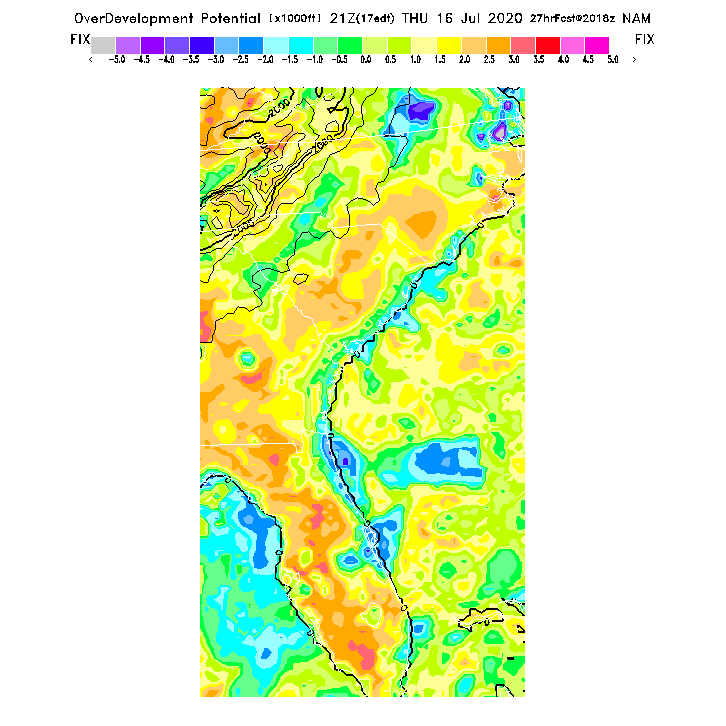 OverDevelopment Potential [x1000ft] 21Z(17edt) THU 16 Jul 2020 27hrFcst@2018z NAM
FIX FIX
< -5.0 -4.5 -4.0 -3.5 -3.0 -2.5 -2.0 -1.5 -1.0 -0.5 0.0 0.5 1.0 1.5 2.0 2.5 3.0 3.5 4.0 4.5 5.0 >
2000
2000